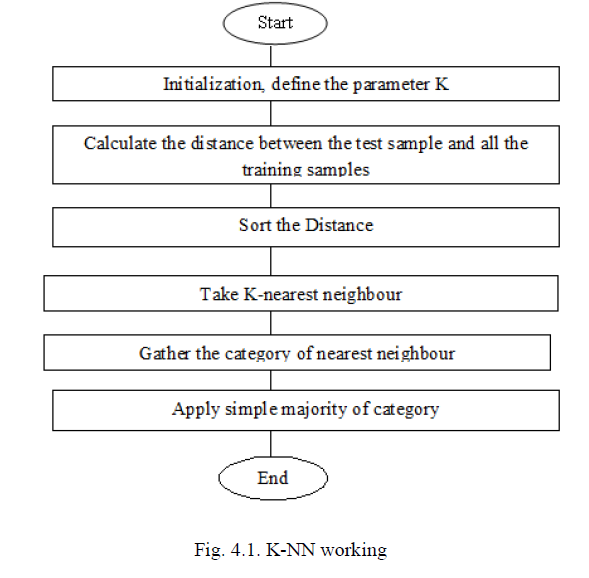 Start
Initialization, define the parameter K
Calculate the distance between the test sample and all the
training samples
Sort the Distance
Take K-nearest neighbour
Gather the category of nearest neighbour
Apply simple majority of category
End
Fig. 4.1. K-NN working